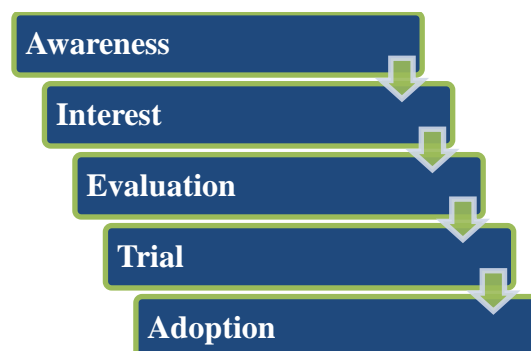 Awareness
Interest
Evaluation
Trial
Adoption